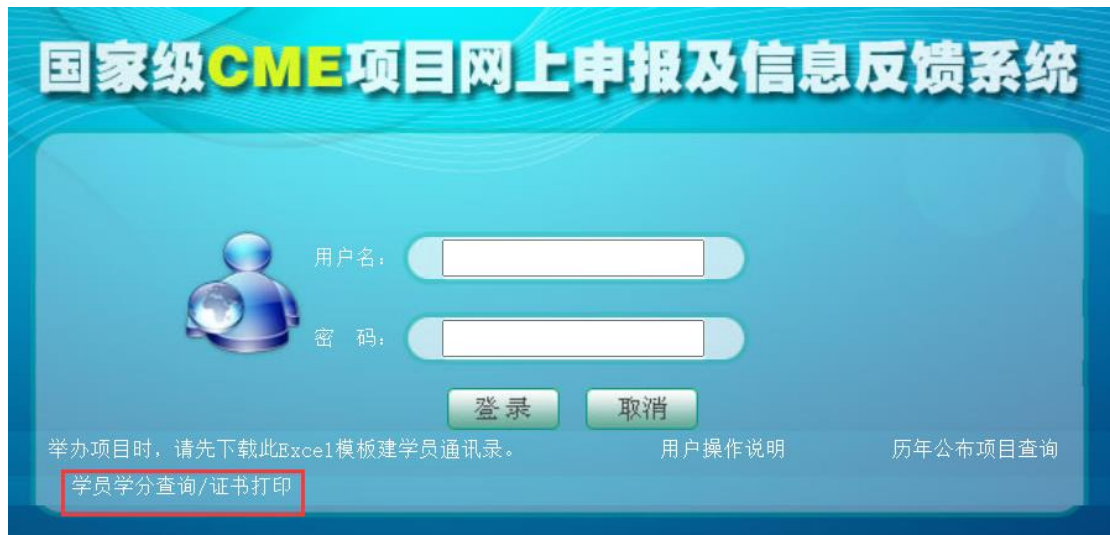 国家级CME项目网上申报及信息反馈系统
用户名：
密 码：
登录 取消
举办项目时，请先下载此Excel模板建学员通讯录。 用户操作说明 历年公布项目查询
学员学分查询/证书打印